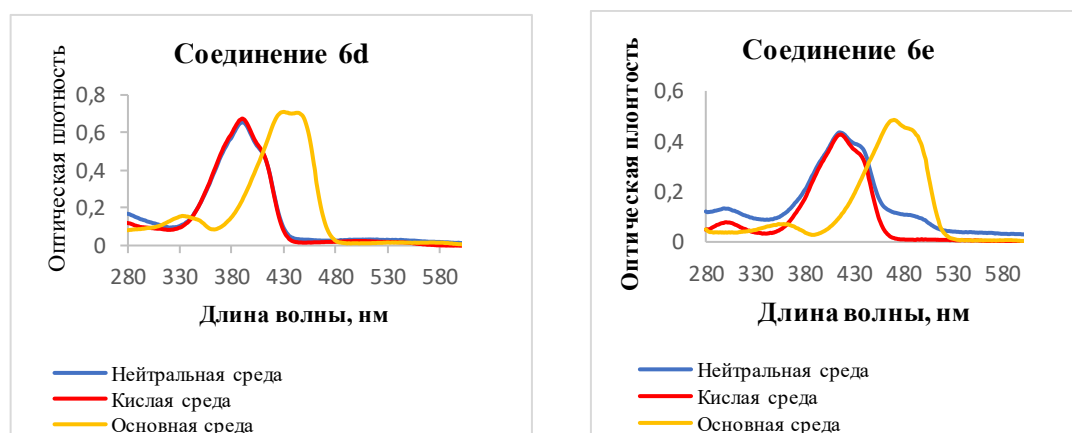 Соединение 6d
Оптическая плотность
0,8
0,6
0,4
0,2
0
280 330 380 430 480 530 580
Длина волны, нм
Нейтральная среда
Кислая среда
Основная среда
Соединение 6e
Оптическая плонтость
0,6
0,4
0,2
0
280 330 380 430 480 530 580
Длина волны, нм
Нейтральная среда
Кислая среда
Основная среда